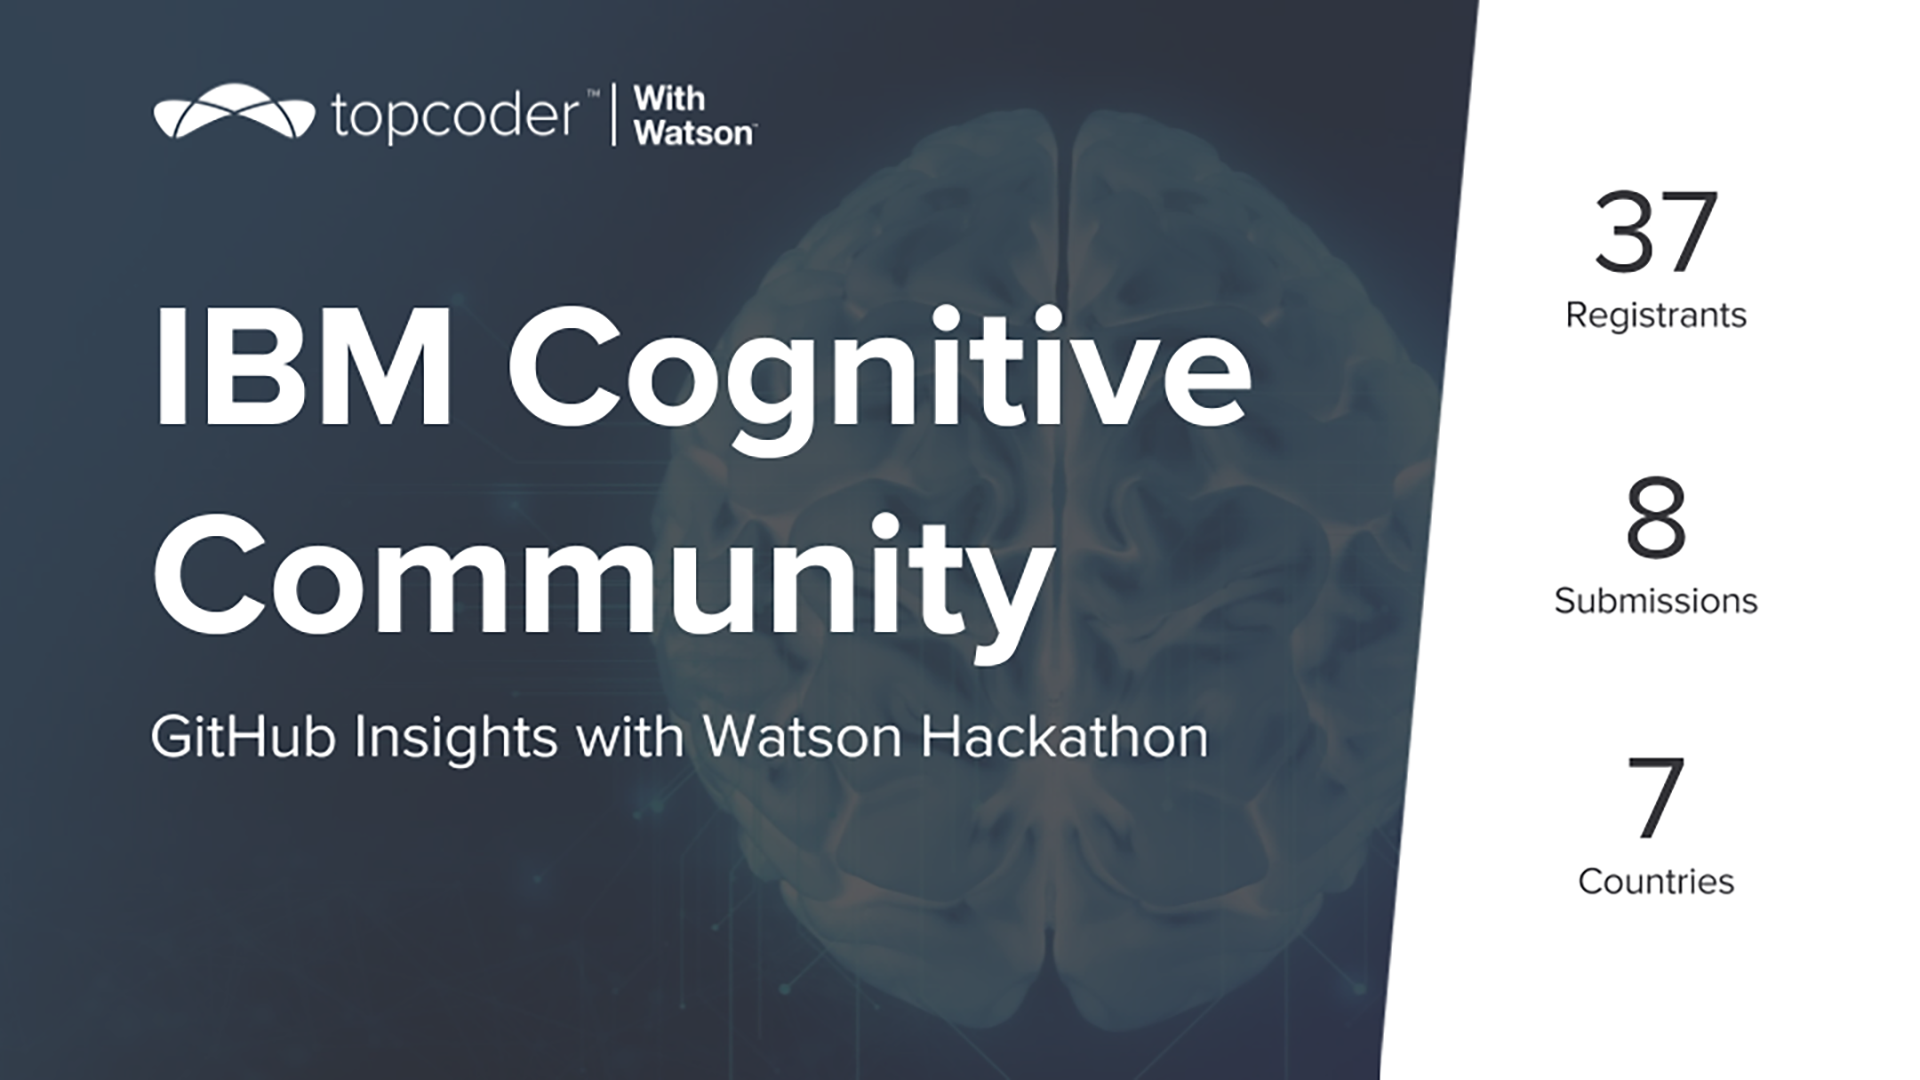 topcoder™ | With
Watson™
IBM Cognitive
Community
GitHub Insights with Watson Hackathon
37
Registrants
8
Submissions
7
Countries